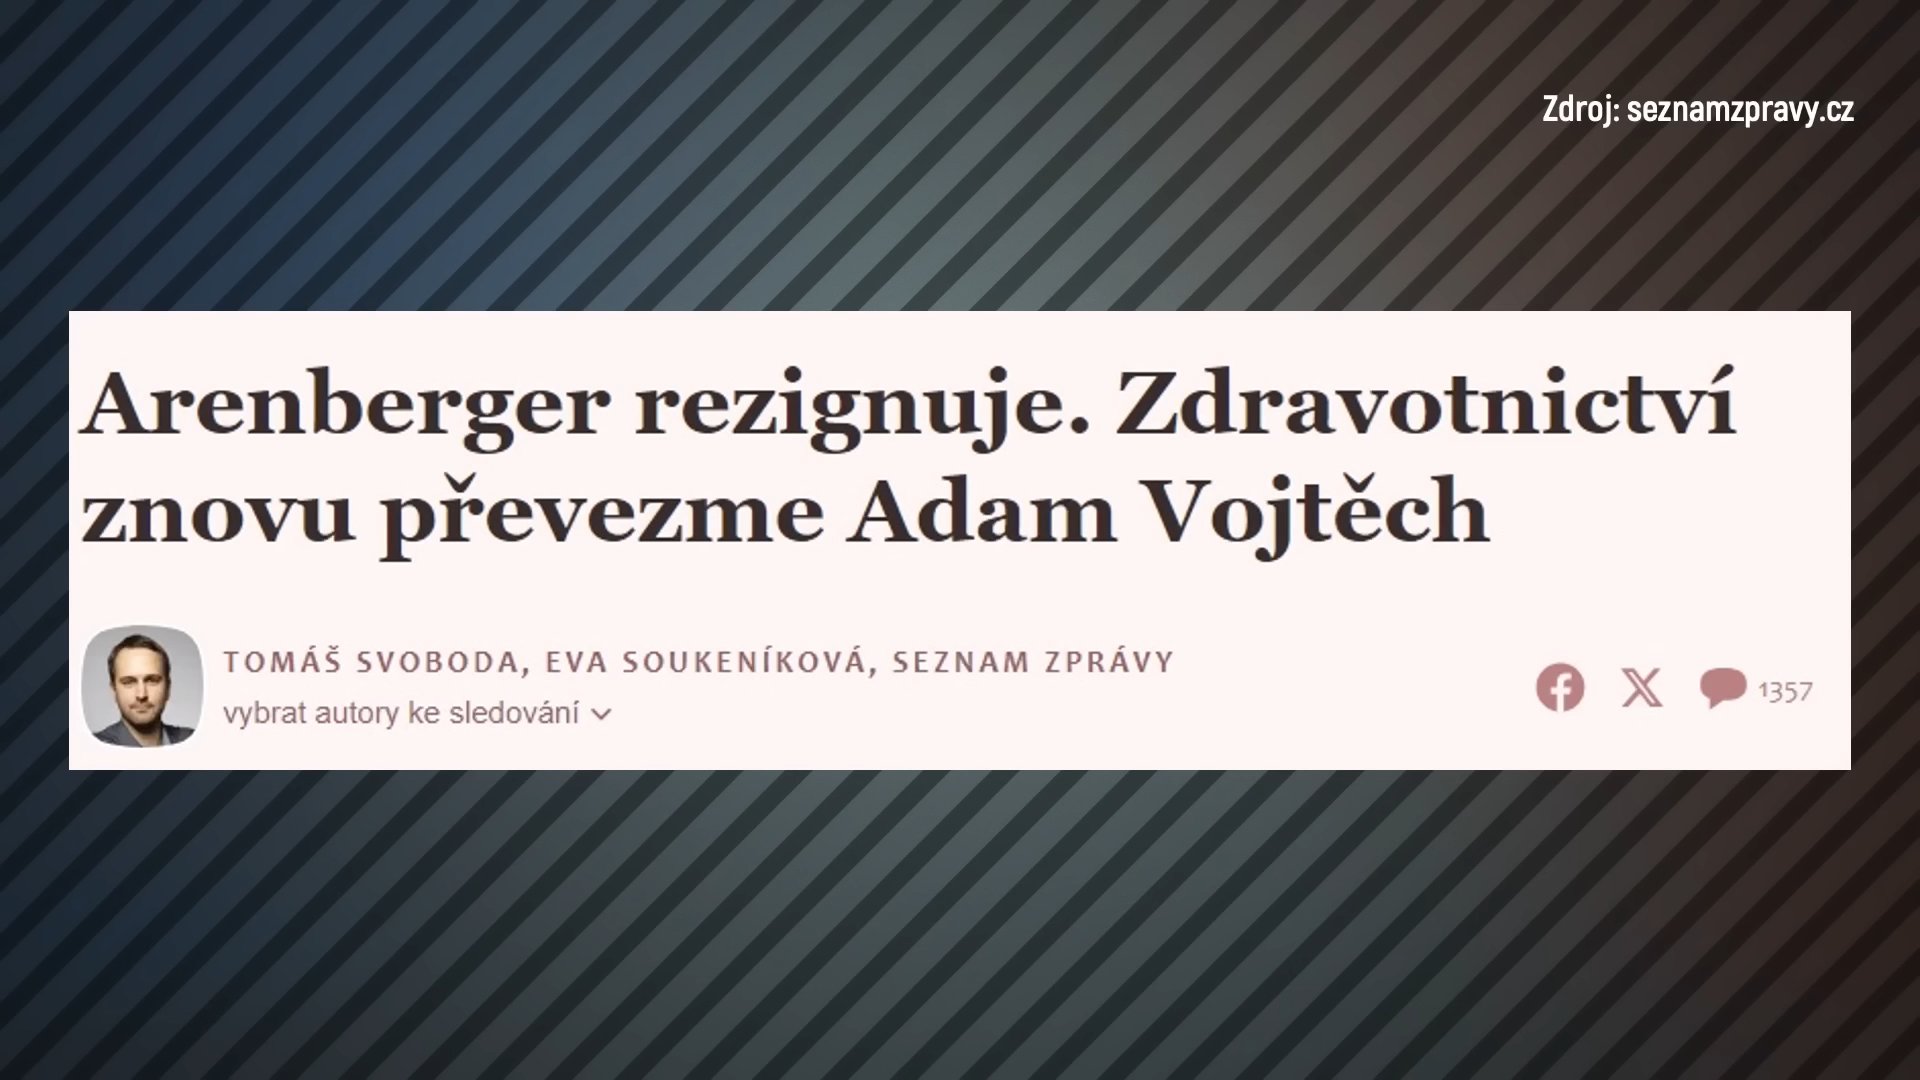 Zdroj: seznamzpravy.cz
Arenberger rezignuje. Zdravotnictví
znovu převezme Adam Vojtěch
TOMÁŠ SVOBODA, EVA SOUKENÍKOVÁ, SEZNAM ZPRÁVY
vybrat autory ke sledování
1357